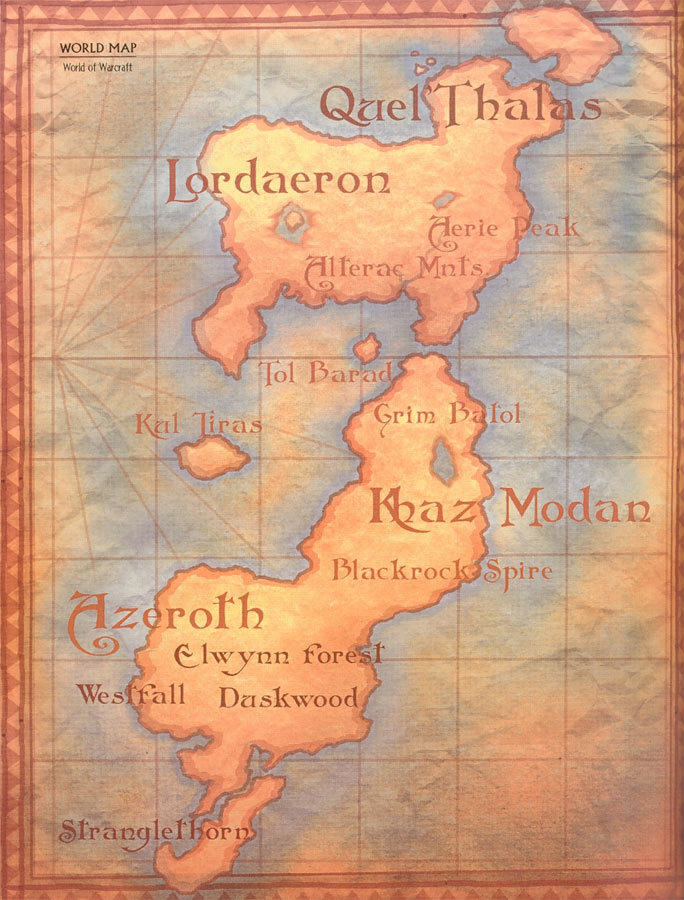 WORLD MAP
World of Warcraft
Quel'Thalas
Lordaeron
Aerie Peak
Alterac Mnts
Tol Barad
Grim Batol
Kul Tiras
Khaz Modan
Blackrock Spire
Azeroth
Elwynn Forest
Westfall
Duskwood
Stranglethorn